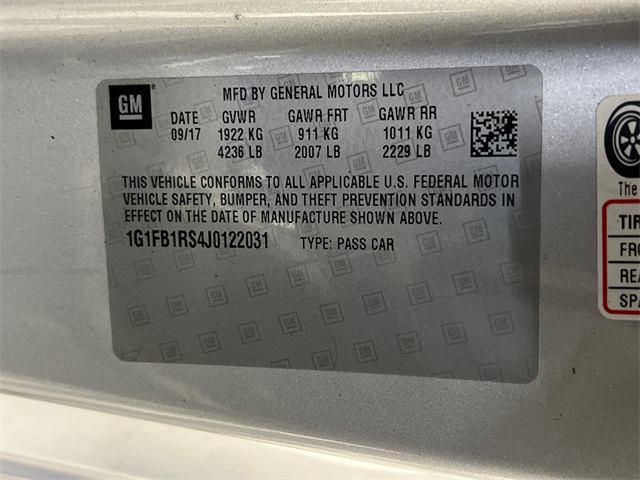 GM
MFD BY GENERAL MOTORS LLC
DATE GVWR GAWR FRT GAWR RR
09/17 1922 KG 911 KG 1011 KG
4236 LB 2007 LB 2229 LB
THIS VEHICLE CONFORMS TO ALL APPLICABLE U.S. FEDERAL MOTOR
VEHICLE SAFETY, BUMPER, AND THEFT PREVENTION STANDARDS IN
EFFECT ON THE DATE OF MANUFACTURE SHOWN ABOVE.
1G1FB1RS4J0122031 TYPE: PASS CAR
The